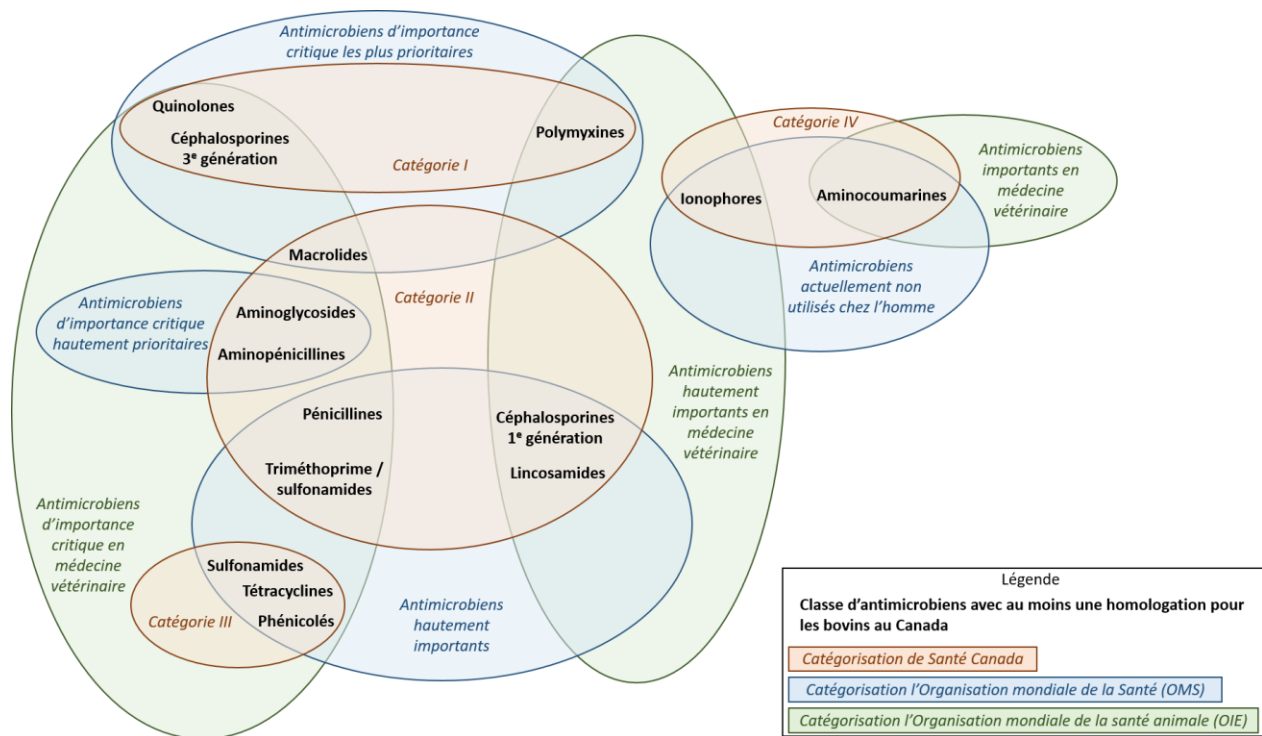 Antimicrobiens d’importance
critique les plus prioritaires
Quinolones
Céphalosporines
3e génération
Polymyxines
Catégorie I
Catégorie IV
Antimicrobiens
importants en
médecine
vétérinaire
Ionophores
Aminocoumarines
Macrolides
Antimicrobiens
actuellement non
utilisés chez l’homme
Catégorie II
Antimicrobiens
d’importance critique
hautement prioritaires
Aminoglycosides
Aminopénicillines
Antimicrobiens
hautement
importants en
médecine
vétérinaire
Pénicillines
Céphalosporines
1e génération
Triméthoprime /
sulfonamides
Lincosamides
Antimicrobiens
d’importance
critique en
médecine
vétérinaire
Sulfonamides
Tétracyclines
Phénicolés
Catégorie III
Antimicrobiens
hautement
importants
Légende
Classe d’antimicrobiens avec au moins une homologation pour
les bovins au Canada
Catégorisation de Santé Canada
Catégorisation l’Organisation mondiale de la Santé (OMS)
Catégorisation l’Organisation mondiale de la santé animale (OIE)